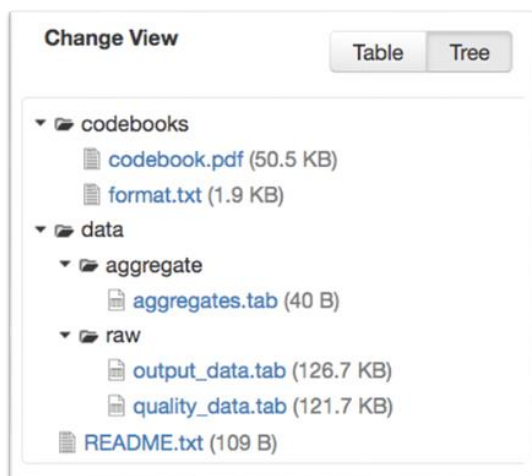 Change View
Table Tree
codebooks
codebook.pdf (50.5 KB)
format.txt (1.9 KB)
data
aggregate
aggregates.tab (40 B)
raw
output_data.tab (126.7 KB)
quality_data.tab (121.7 KB)
README.txt (109 B)